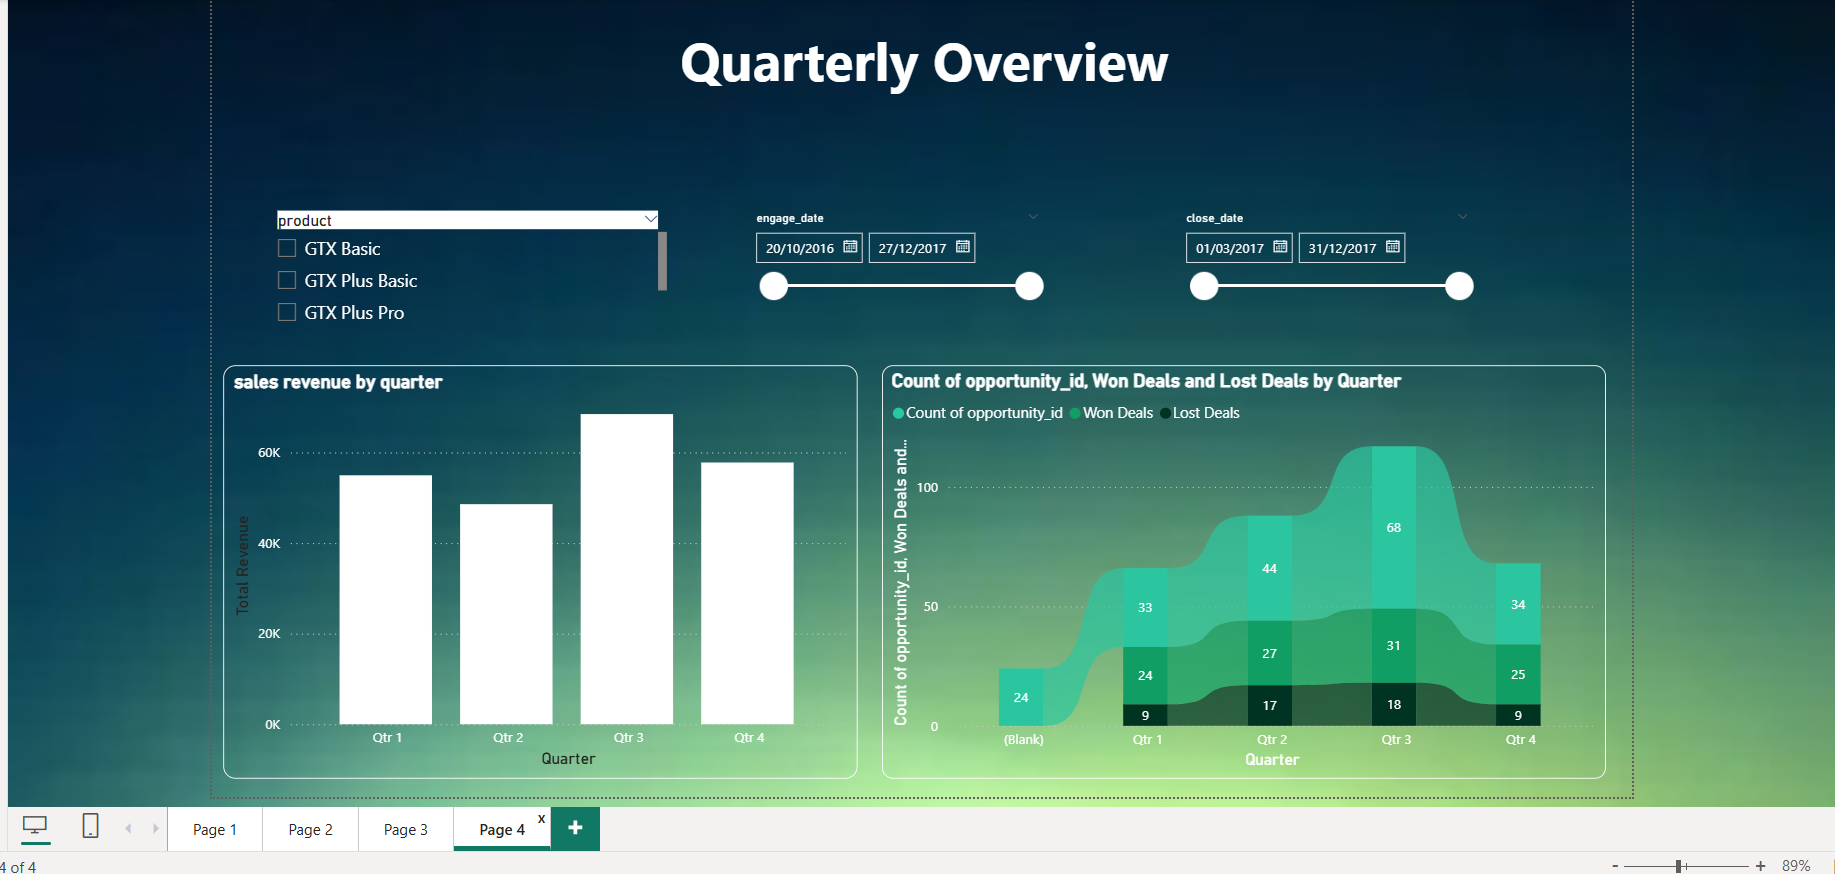 Quarterly Overview
product
GTX Basic
GTX Plus Basic
GTX Plus Pro
engage_date
20/10/2016 27/12/2017
close_date
01/03/2017 31/12/2017
sales revenue by quarter
Total Revenue
60K
40K
20K
0K
Qtr 1 Qtr 2 Qtr 3 Qtr 4
Quarter
Count of opportunity_id, Won Deals and Lost Deals by Quarter
Count of opportunity_id Won Deals Lost Deals
Count of opportunity_id, Won Deals and...
100
50
0
24
33
24
9
44
27
17
68
31
18
34
25
9
(Blank) Qtr 1 Qtr 2 Qtr 3 Qtr 4
Quarter
Page 1 Page 2 Page 3 Page 4 x +
4 of 4
- + 89%